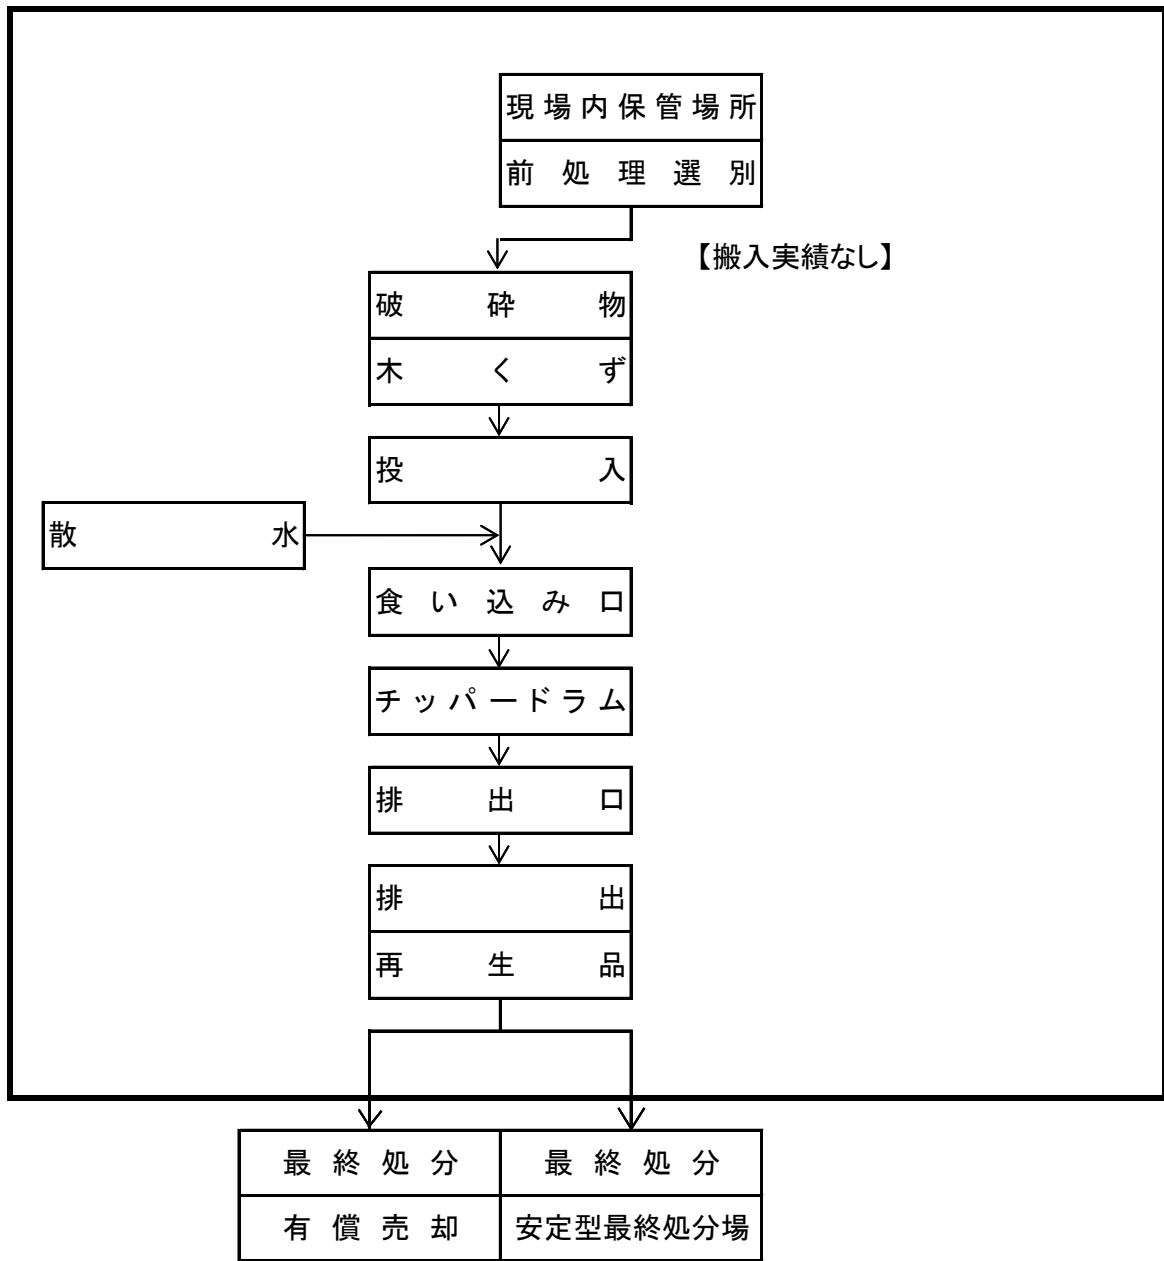 現場内保管場所
前処理選別
【搬入実績なし】
破砕物
木くず
投入
散水
食い込み口
チッパードラム
排出口
排出
再生品
最終処分 最終処分
有償売却 安定型最終処分場